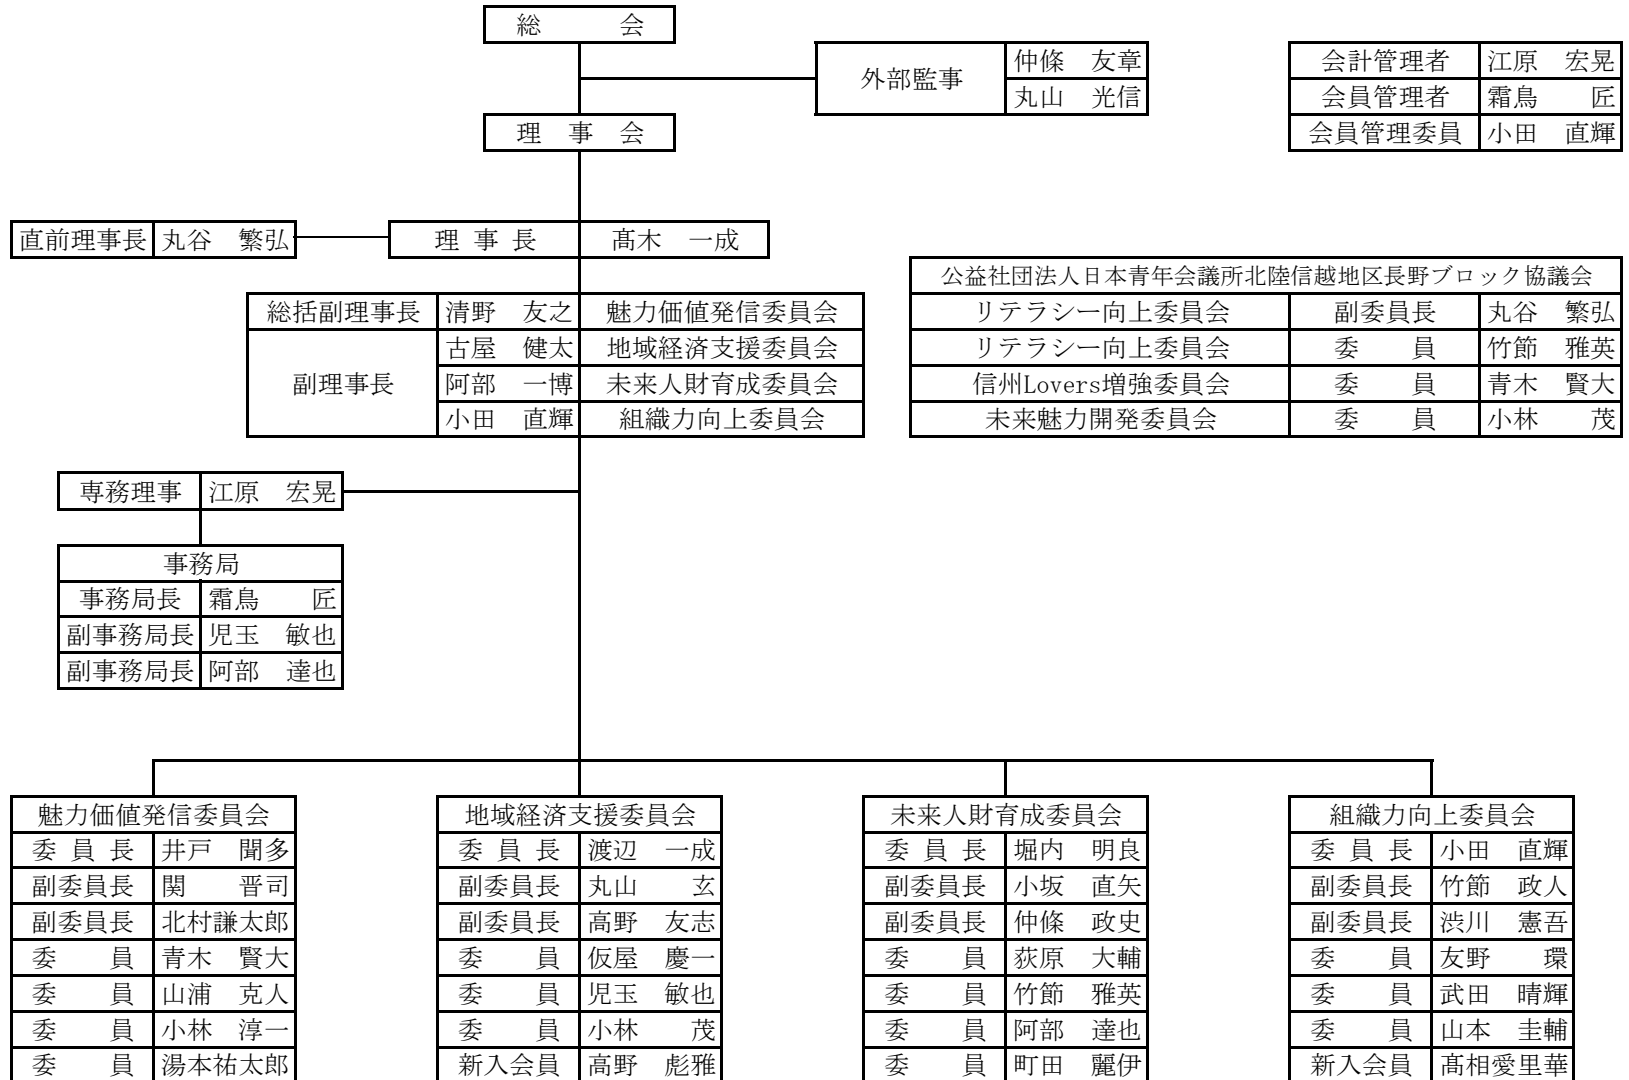 総　　　会
外部監事　仲條　友章
丸山　光信
会計管理者　江原　宏晃
会員管理者　霜鳥　　匠
会員管理委員　小田　直輝
理　事　会
直前理事長　丸谷　繁弘
理 事 長　髙木　一成
公益社団法人日本青年会議所北陸信越地区長野ブロック協議会
リテラシー向上委員会　副委員長　丸谷　繁弘
リテラシー向上委員会　委　　員　竹節　雅英
信州Lovers増強委員会　委　　員　青木　賢大
未来魅力開発委員会　委　　員　小林　　茂
総括副理事長　清野　友之　魅力価値発信委員会
副理事長　古屋　健太　地域経済支援委員会
阿部　一博　未来人財育成委員会
小田　直輝　組織力向上委員会
専務理事　江原　宏晃
事務局
事務局長　霜鳥　　匠
副事務局長　児玉　敏也
副事務局長　阿部　達也
魅力価値発信委員会
委 員 長　井戸　聞多
副委員長　関　　晋司
副委員長　北村謙太郎
委　　員　青木　賢大
委　　員　山浦　克人
委　　員　小林　淳一
委　　員　湯本祐太郎
地域経済支援委員会
委 員 長　渡辺　一成
副委員長　丸山　　玄
副委員長　高野　友志
委　　員　仮屋　慶一
委　　員　児玉　敏也
委　　員　小林　　茂
新入会員　高野　彪雅
未来人財育成委員会
委 員 長　堀内　明良
副委員長　小坂　直矢
副委員長　仲條　政史
委　　員　荻原　大輔
委　　員　竹節　雅英
委　　員　阿部　達也
委　　員　町田　麗伊
組織力向上委員会
委 員 長　小田　直輝
副委員長　竹節　政人
副委員長　渋川　憲吾
委　　員　友野　　環
委　　員　武田　晴輝
委　　員　山本　圭輔
新入会員　髙相愛里華